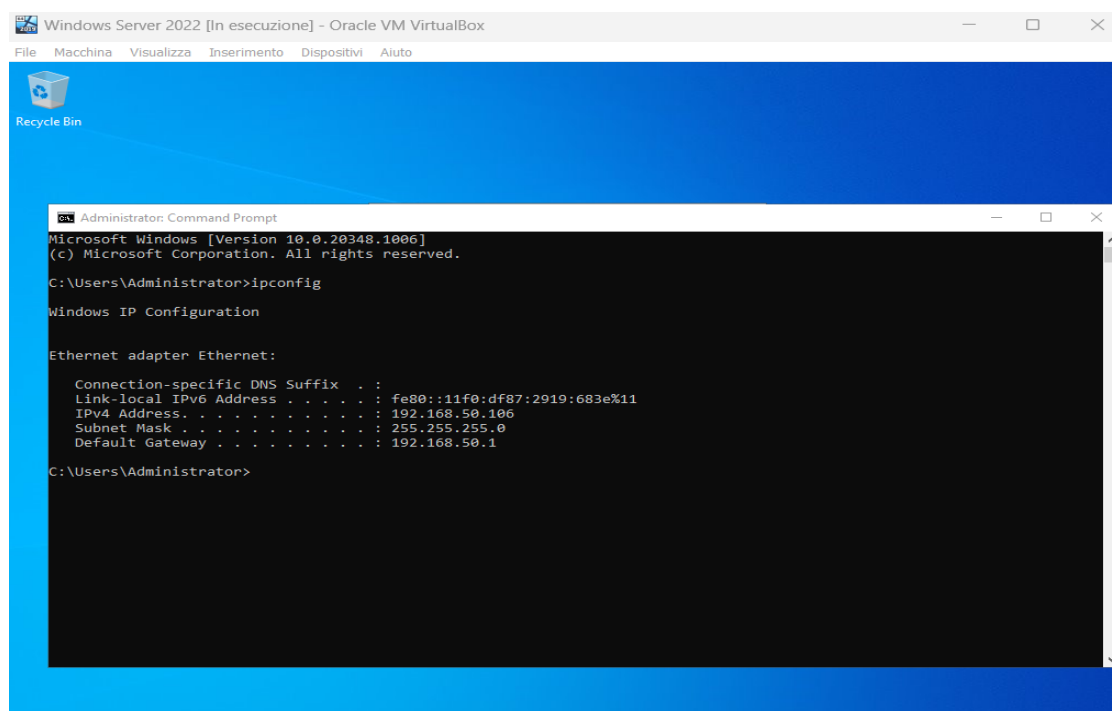 Windows Server 2022 [In esecuzione] - Oracle VM VirtualBox
File Macchina Visualizza Inserimento Dispositivi Aiuto
Recycle Bin
Administrator: Command Prompt
Microsoft Windows [Version 10.0.20348.1006]
(c) Microsoft Corporation. All rights reserved.
C:\Users\Administrator>ipconfig
Windows IP Configuration
Ethernet adapter Ethernet:
Connection-specific DNS Suffix . :
Link-local IPv6 Address . . . . . : fe80::11f0:df87:2919:683e%11
IPv4 Address. . . . . . . . . . . : 192.168.50.106
Subnet Mask . . . . . . . . . . . : 255.255.255.0
Default Gateway . . . . . . . . . : 192.168.50.1
C:\Users\Administrator>